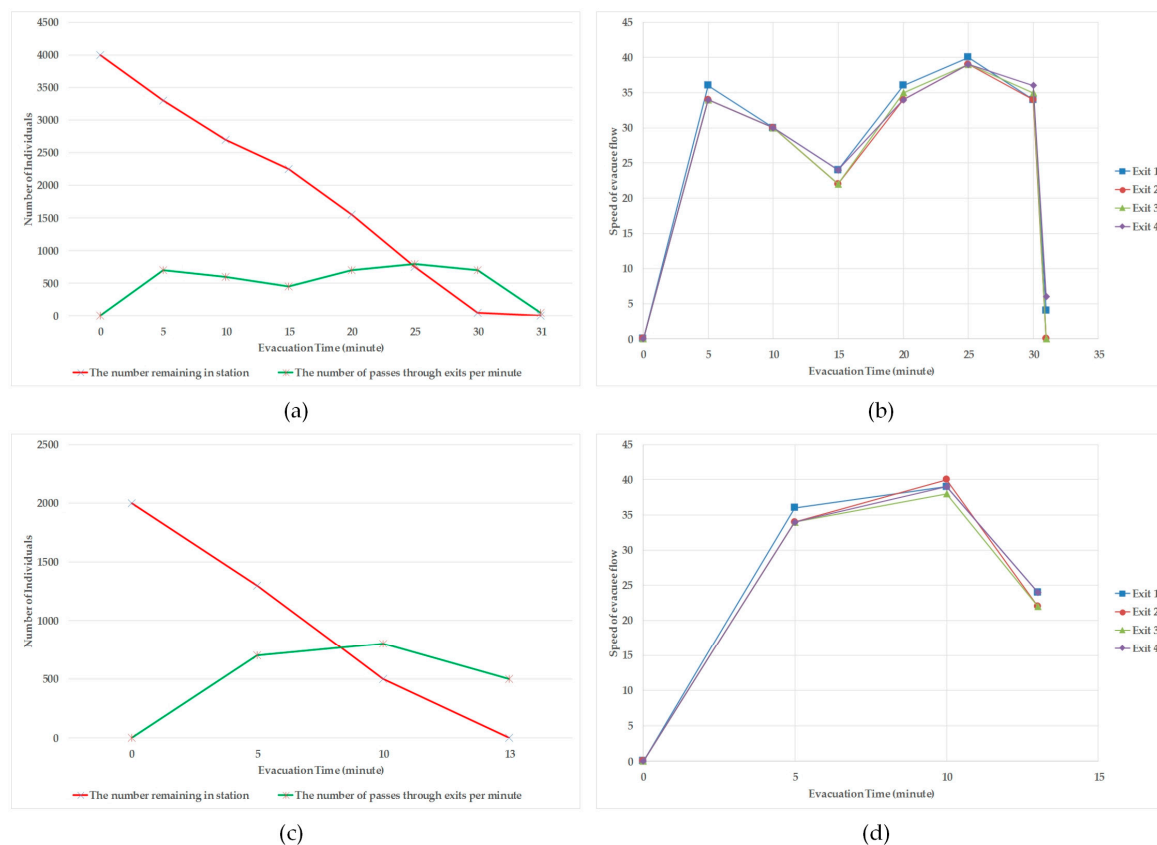 4500
4000
3500
3000
2500
2000
1500
1000
500
0
Number of Individuals
0 5 10 15 20 25 30 31
Evacuation Time (minute)
The number remaining in station The number of passes through exits per minute
(a)
45
40
35
30
25
20
15
10
5
0
Speed of evacuee flow
0 5 10 15 20 25 30 35
Evacuation Time (minute)
Exit 1
Exit 2
Exit 3
Exit 4
(b)
2500
2000
1500
1000
500
0
Number of Individuals
0 5 10 13
Evacuation Time (minute)
The number remaining in station The number of passes through exits per minute
(c)
45
40
35
30
25
20
15
10
5
0
Speed of evacuee flow
0 5 10 15
Evacuation Time (minute)
Exit 1
Exit 2
Exit 3
Exit 4
(d)